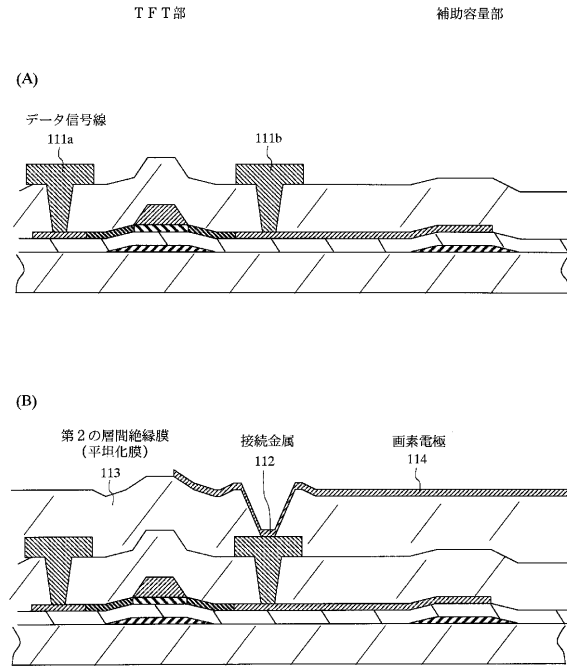 ＴＦＴ部
補助容量部
(A)
データ信号線
111a
111b
(B)
第２の層間絶縁膜
（平坦化膜）
113
接続金属
112
画素電極
114